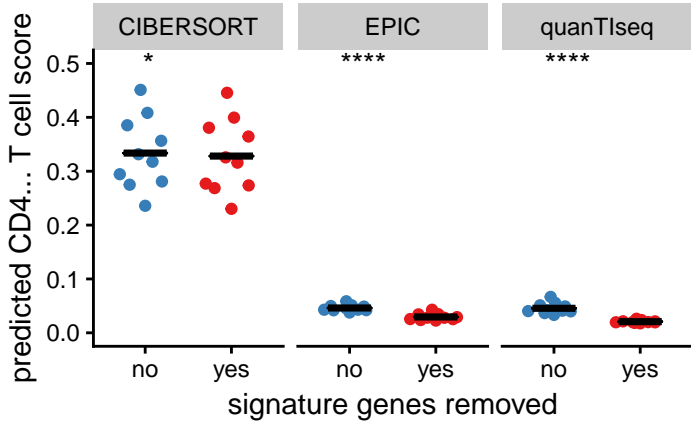 CIBERSORT EPIC quanTIseq
* **** ****
0.5
0.4
0.3
0.2
0.1
0.0
predicted CD4... T cell score
no yes no yes no yes
signature genes removed